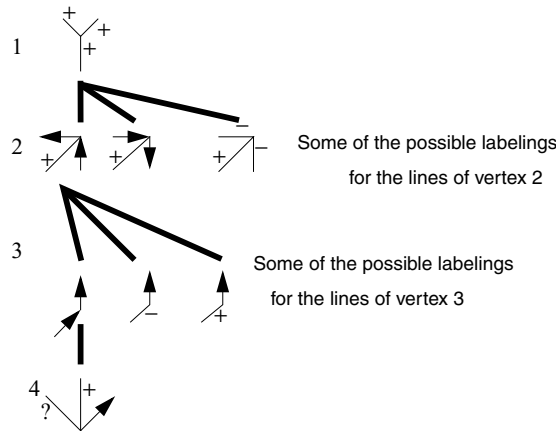 + +
1 +
−
2 + + + − Some of the possible labelings
for the lines of vertex 2
3 Some of the possible labelings
− + for the lines of vertex 3
4 +
?